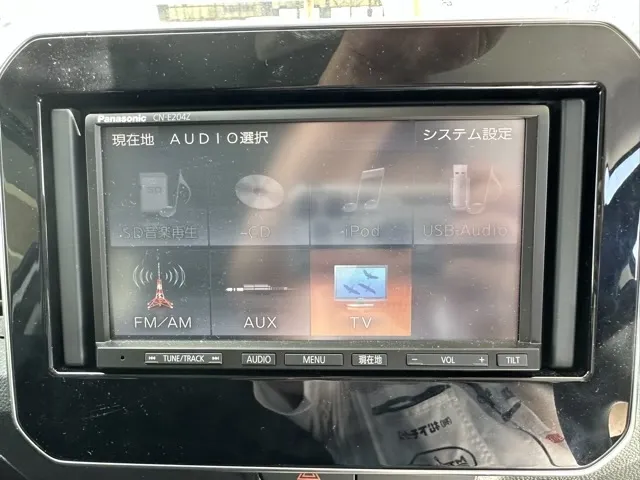 Panasonic CN-E204Z
現在地 AUDIO選択 システム設定
SD音楽再生 CD iPod USB-Audio
FM/AM AUX TV
TUNE/TRACK AUDIO MENU 現在地 − VOL + TILT